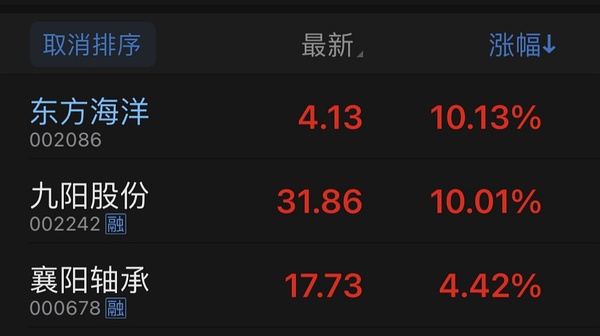 取消排序 最新 涨幅↓
东方海洋 4.13 10.13%
002086
九阳股份 31.86 10.01%
002242 融
襄阳轴承 17.73 4.42%
000678 融